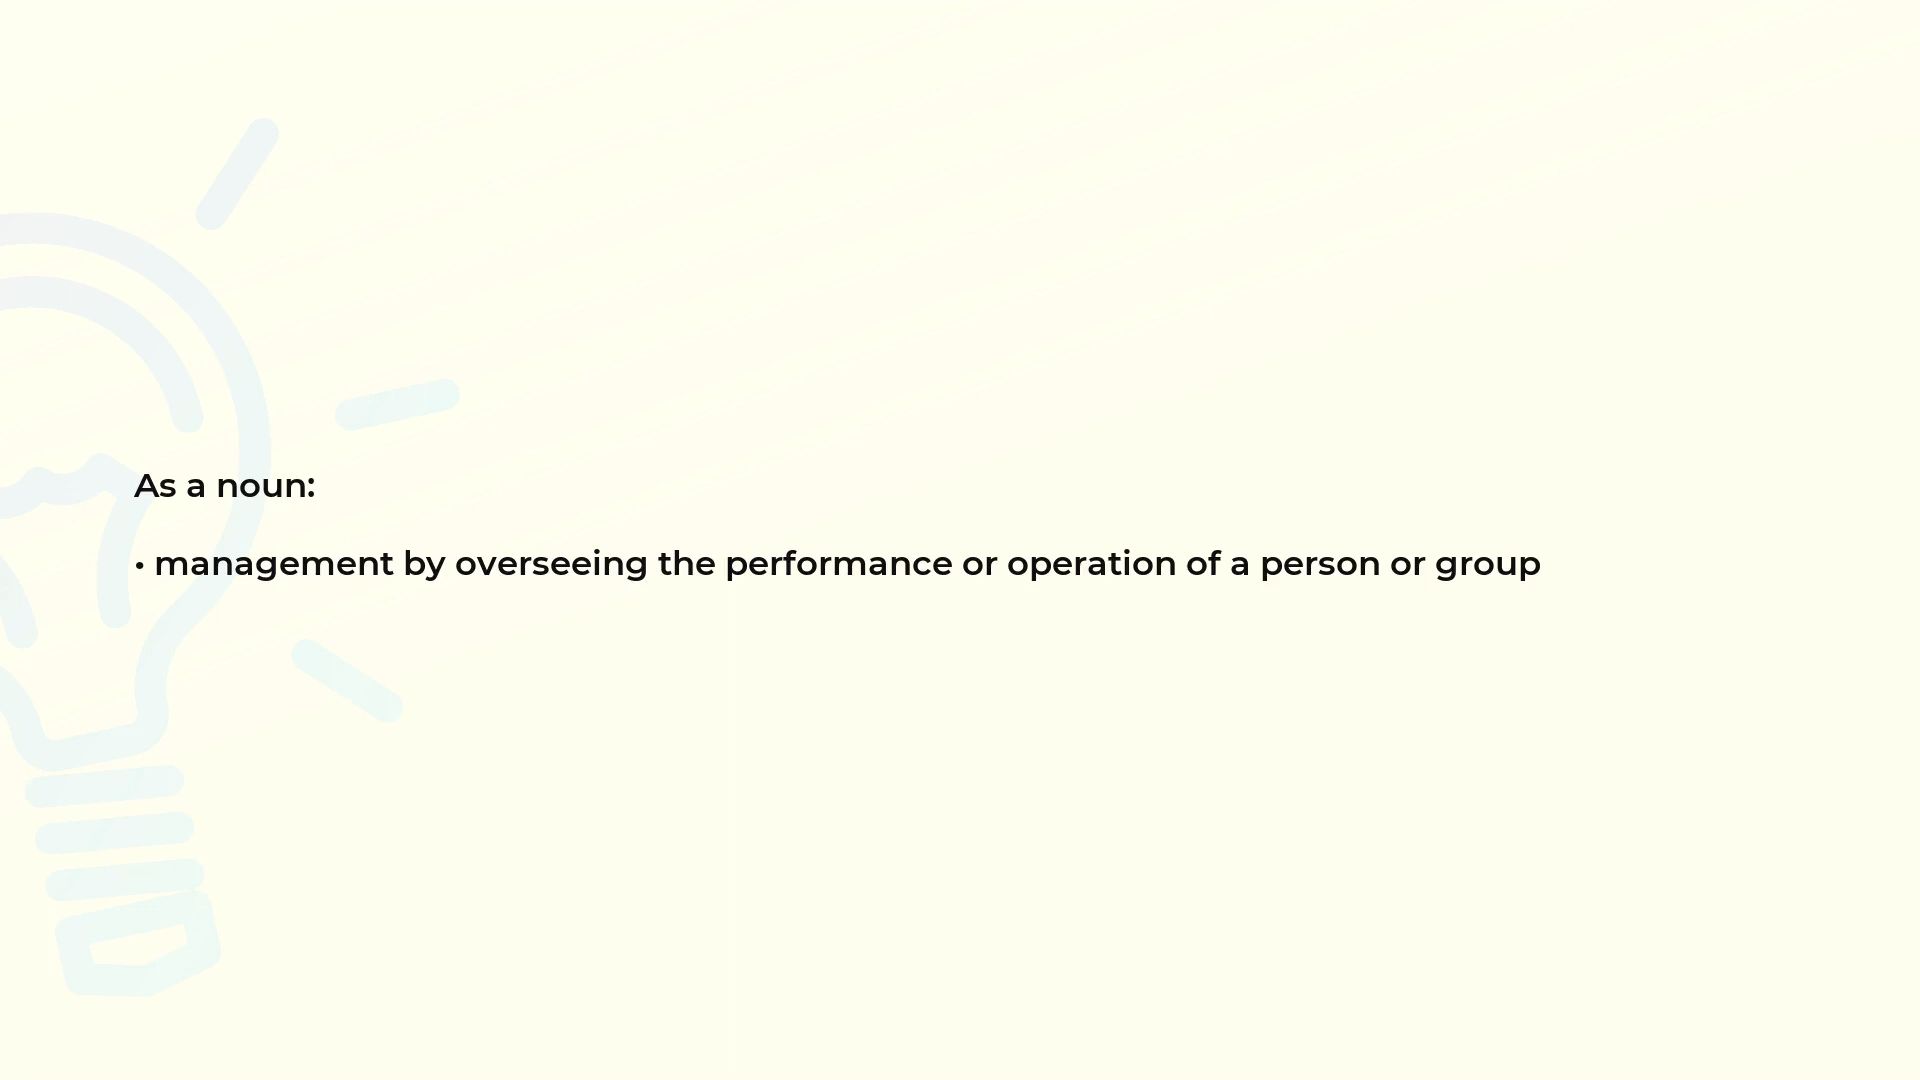 As a noun:
• management by overseeing the performance or operation of a person or group